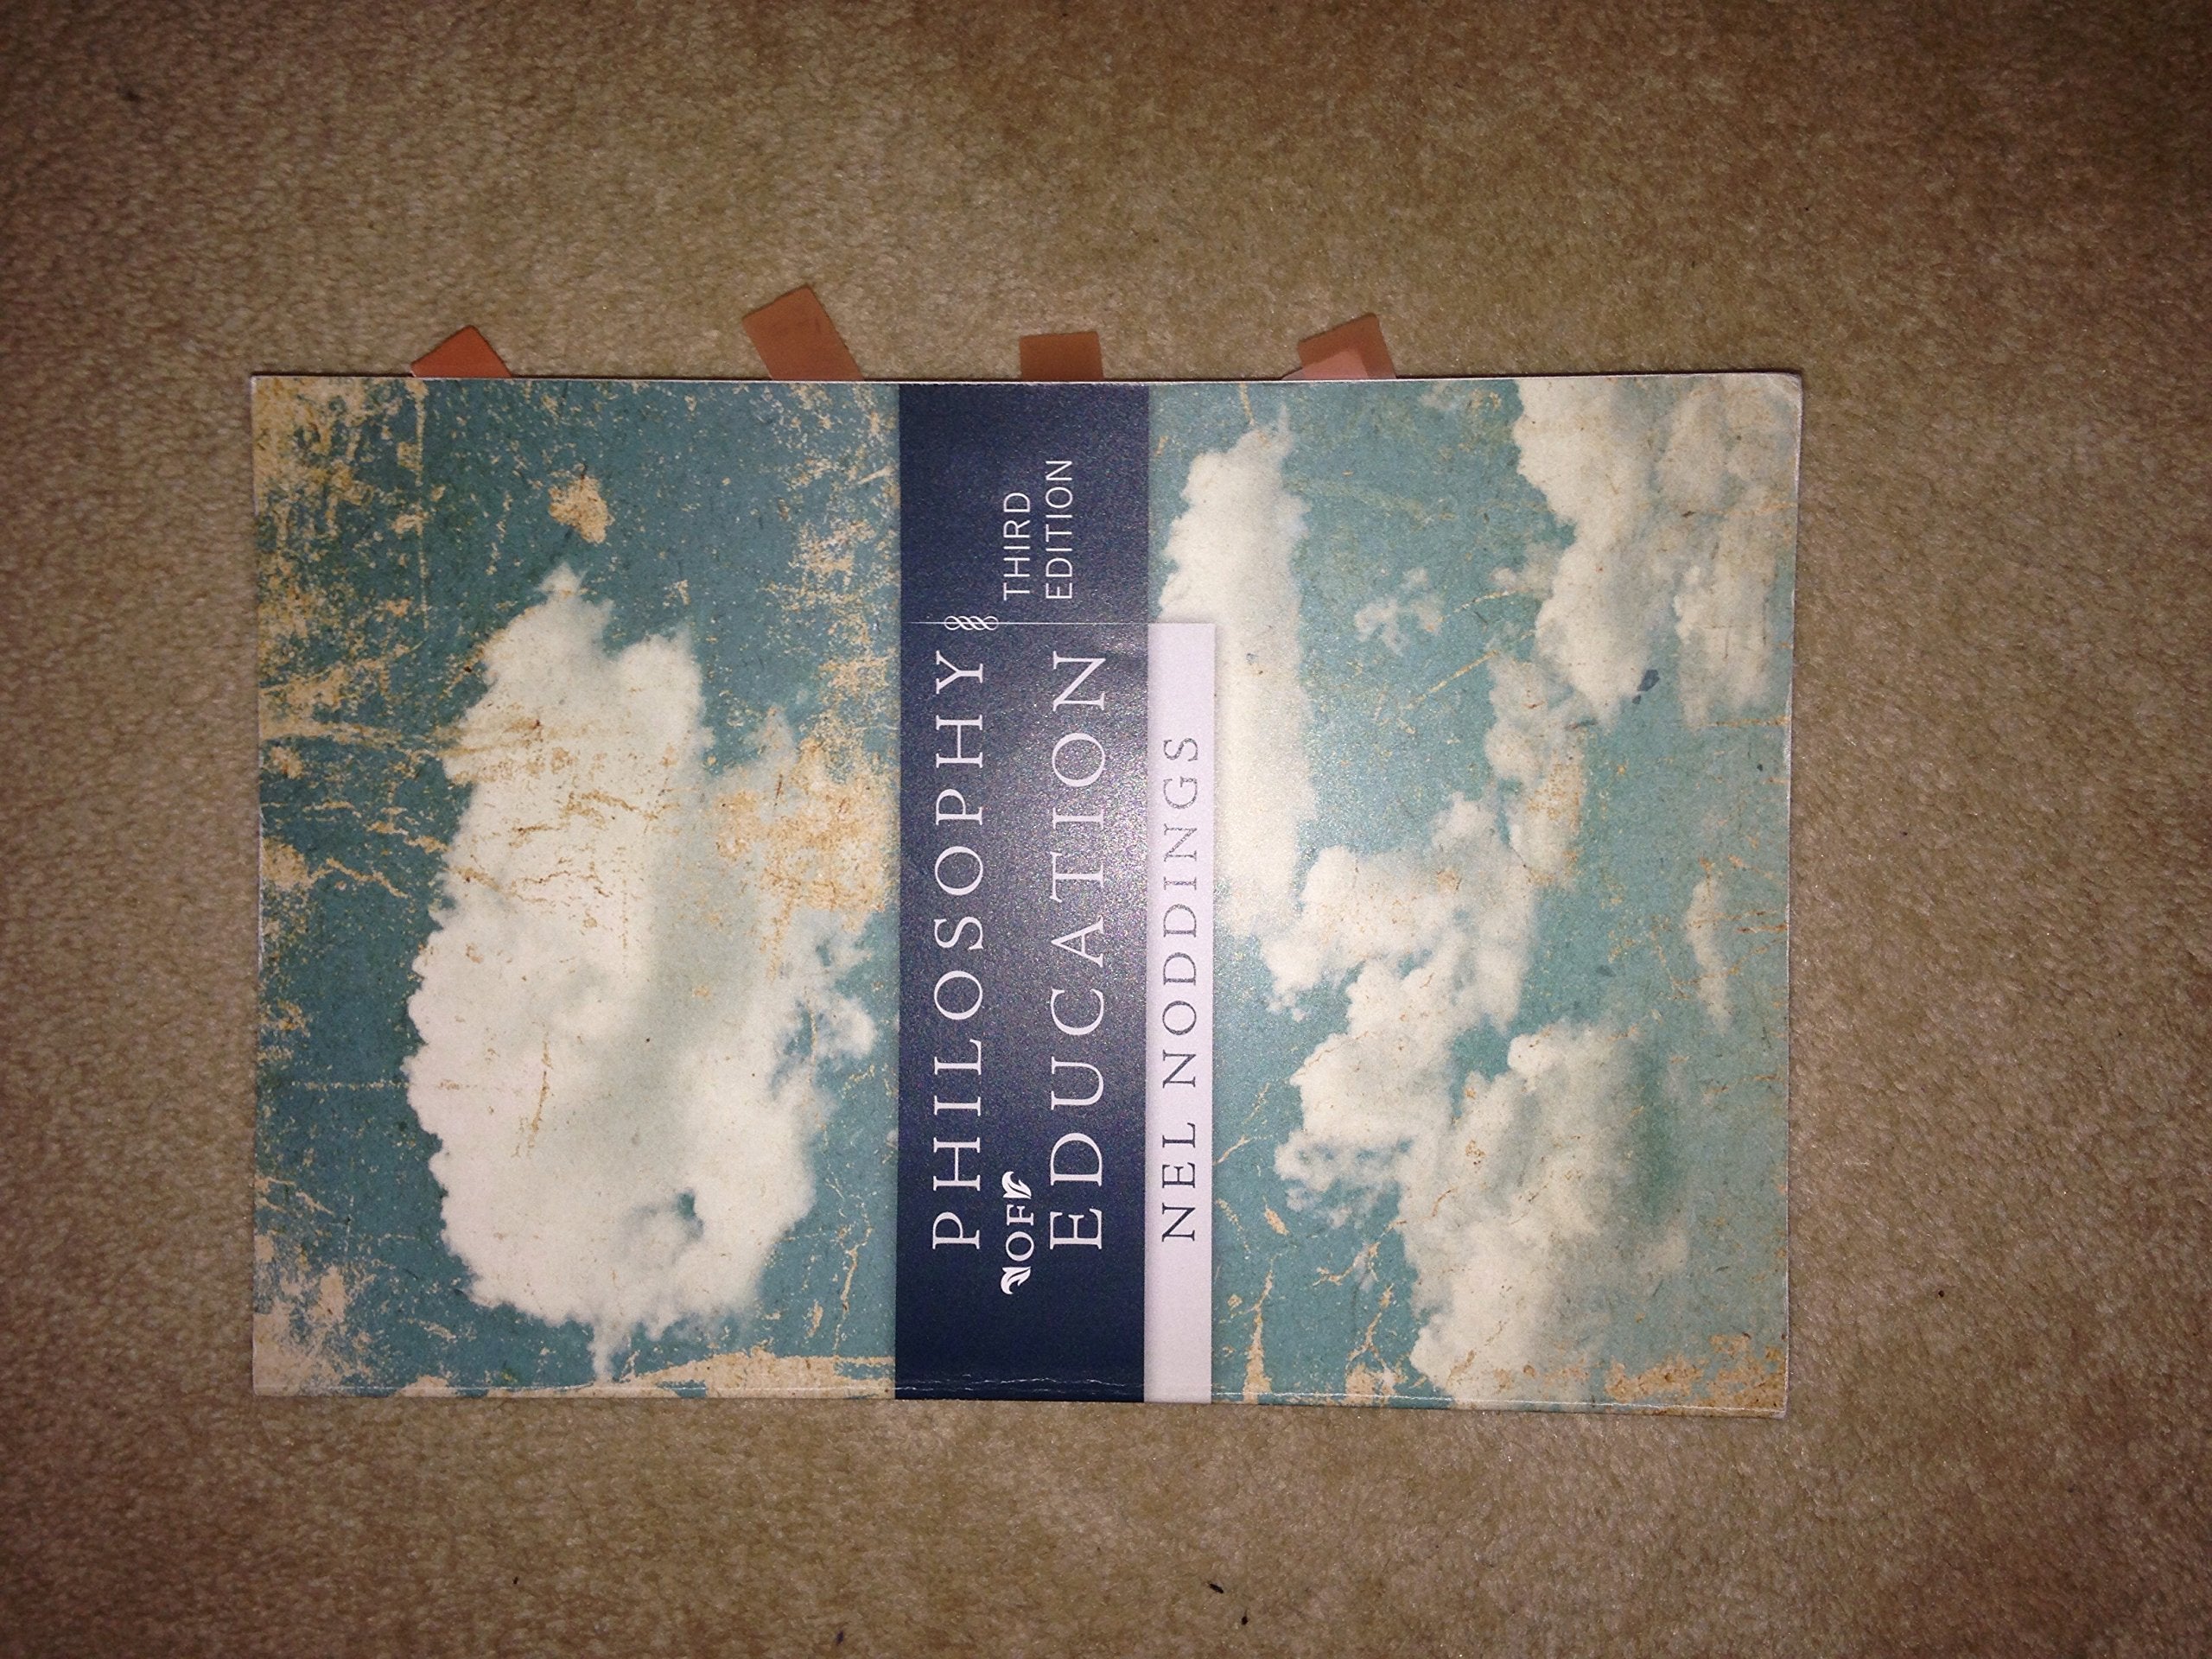 PHILOSOPHY
OF
EDUCATION
THIRD
EDITION
NEL NODDINGS